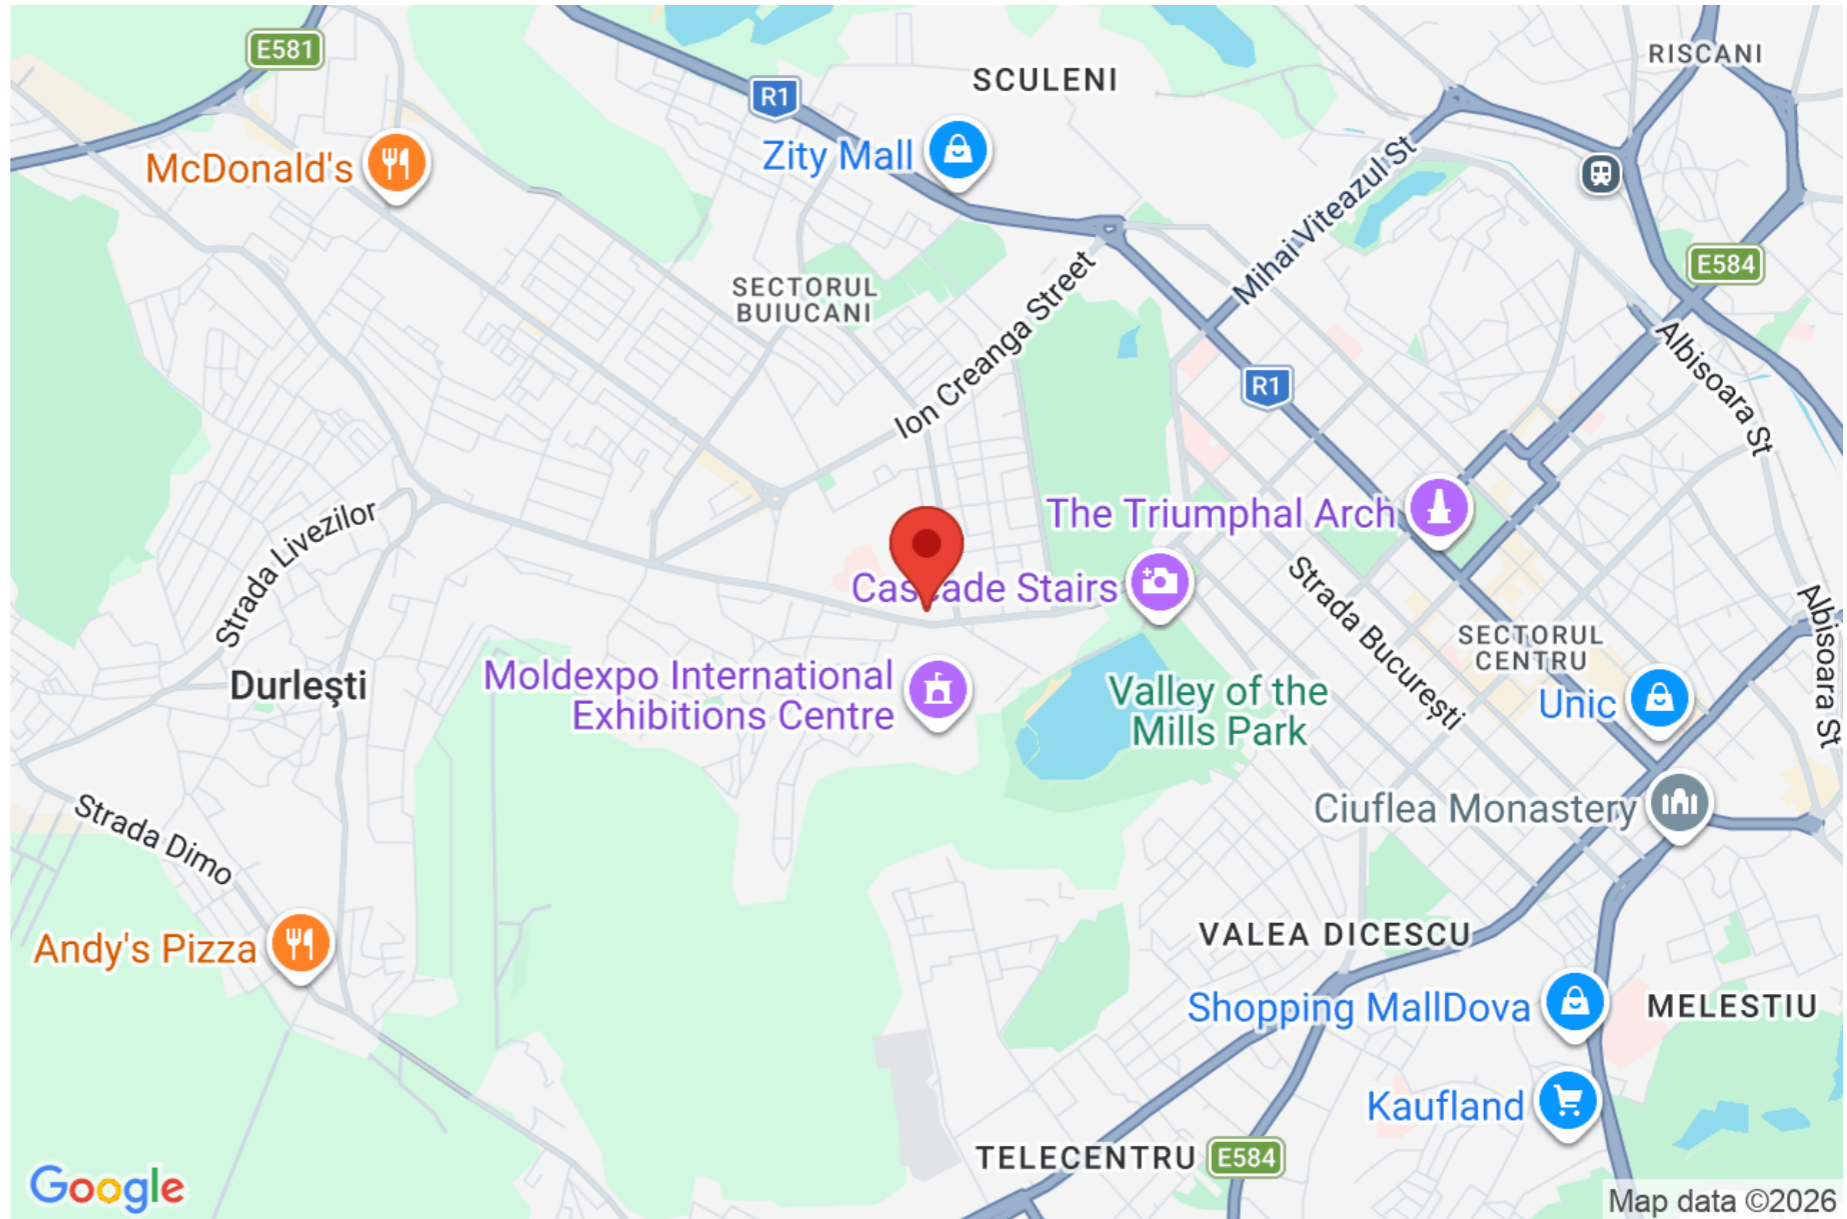 E581
R1
SCULENI
RISCANI
McDonald's
Zity Mall
Mihai Viteazul St
E584
SECTORUL
BUIUCANI
Ion Creanga Street
Albisoara St
R1
Strada Livezilor
The Triumphal Arch
Cascade Stairs
Strada București
Albisoara St
SECTORUL
CENTRU
Durleşti
Moldexpo International
Exhibitions Centre
Valley of the
Mills Park
Unic
Strada Dimo
Ciuflea Monastery
Andy's Pizza
VALEA DICESCU
Shopping MallDova
MELESTIU
Kaufland
TELECENTRU
E584
Google
Map data ©2026